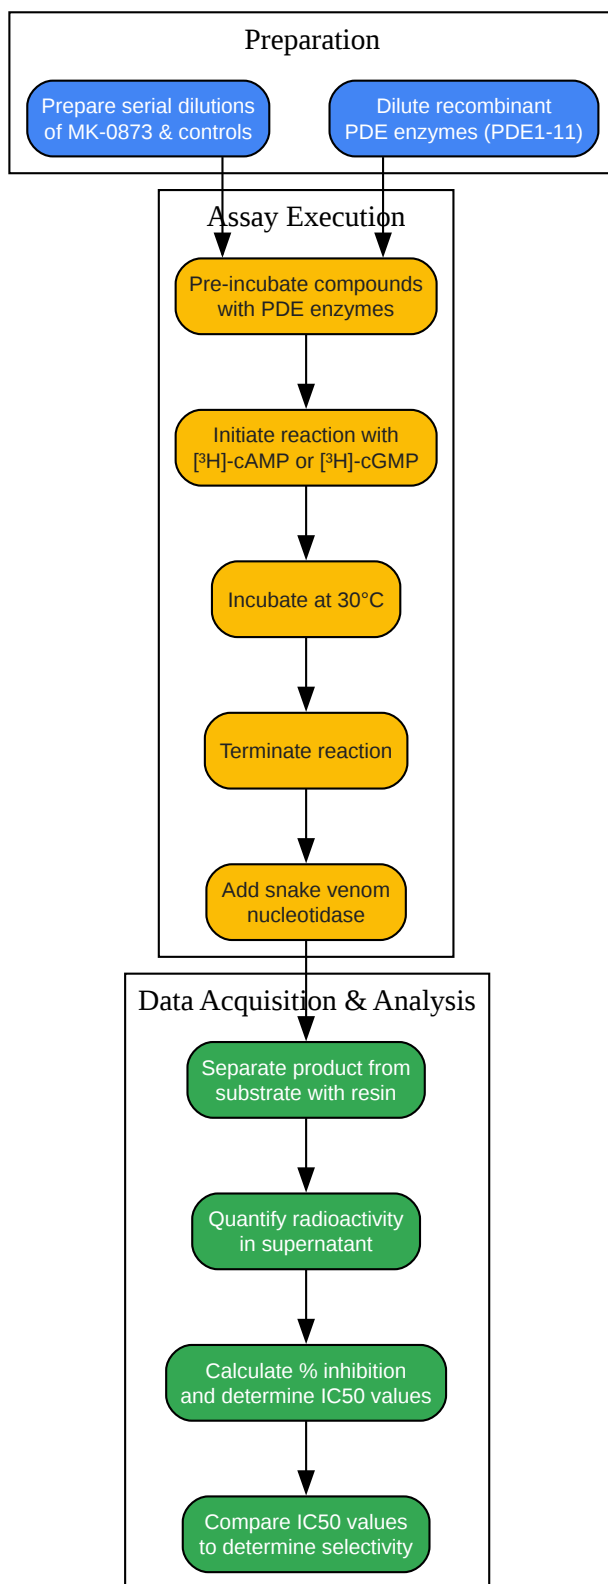 Preparation
Prepare serial dilutions
of MK-0873 & controls
Dilute recombinant
PDE enzymes (PDE1-11)
Assay Execution
Pre-incubate compounds
with PDE enzymes
Initiate reaction with
[³H]-cAMP or [³H]-cGMP
Incubate at 30°C
Terminate reaction
Add snake venom
nucleotidase
Data Acquisition & Analysis
Separate product from
substrate with resin
Quantify radioactivity
in supernatant
Calculate % inhibition
and determine IC50 values
Compare IC50 values
to determine selectivity